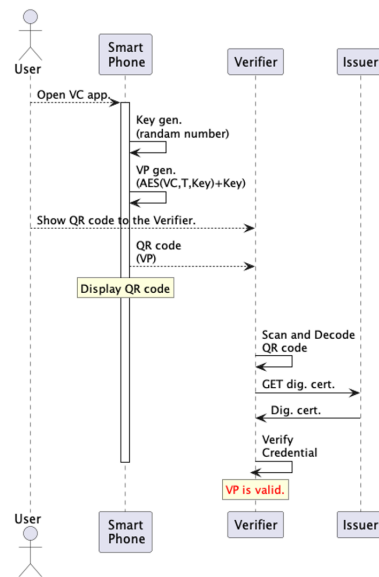 User
Smart
Phone
Verifier
Issuer
Open VC app.
Key gen.
(randam number)
VP gen.
(AES(VC,T,Key)+Key)
Show QR code to the Verifier.
QR code
(VP)
Display QR code
Scan and Decode
QR code
GET dig. cert.
Dig. cert.
Verify
Credential
VP is valid.
User
Smart
Phone
Verifier
Issuer